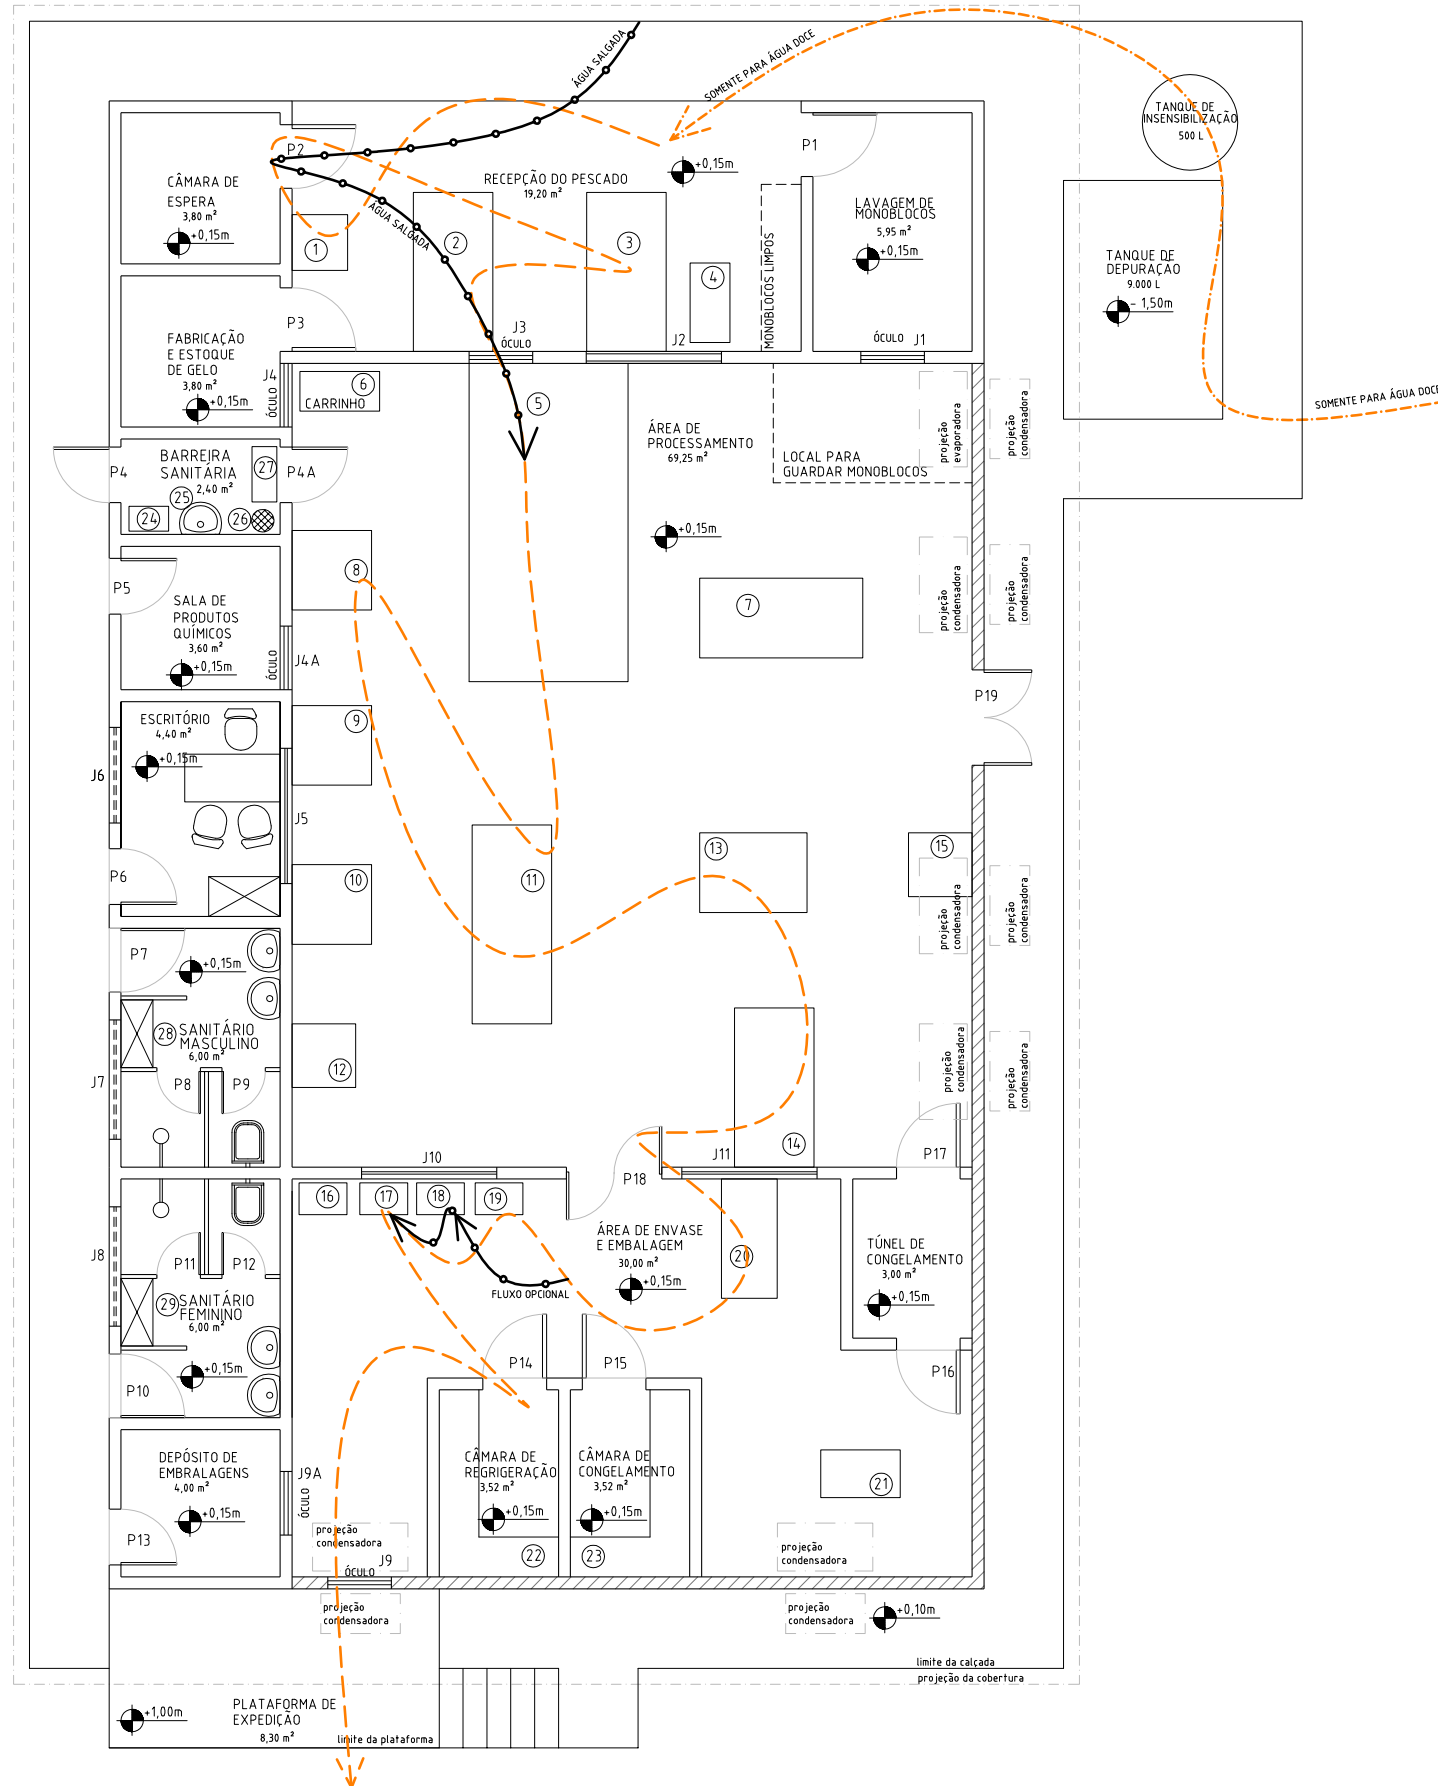 ÁGUA SALGADA
SOMENTE PARA ÁGUA DOCE
TANQUE DE
INSENSIBILIZAÇÃO
500 L
P2
P1
CÂMARA DE
ESPERA
3,80 m²
+0,15m
RECEPÇÃO DO PESCADO
19,20 m²
+0,15m
LAVAGEM DE
MONOBLOCOS
5,95 m²
+0,15m
ÁGUA SALGADA
1
2
3
4
MONOBLOCOS LIMPOS
TANQUE DE
DEPURAÇÃO
9.000 L
- 1,50m
P3
J3
ÓCULO
J2
ÓCULO J1
FABRICAÇÃO
E ESTOQUE
DE GELO
3,80 m²
+0,15m
J4
ÓCULO
6
CARRINHO
5
ÁREA DE
PROCESSAMENTO
69,25 m²
LOCAL PARA
GUARDAR MONOBLOCOS
projeção
evaporadora
projeção
condensadora
SOMENTE PARA ÁGUA DOCE
P4
BARREIRA
SANITÁRIA
2,40 m²
27
P4A
24
25
26
+0,15m
P5
SALA DE
PRODUTOS
QUÍMICOS
3,60 m²
+0,15m
ÓCULO
J4A
8
7
projeção
condensadora
projeção
condensadora
P19
ESCRITÓRIO
4,40 m²
+0,15m
J6
J5
9
P6
10
11
13
15
projeção
condensadora
projeção
condensadora
P7
+0,15m
28
SANITÁRIO
MASCULINO
6,00 m²
J7
P8
P9
12
14
projeção
condensadora
projeção
condensadora
J10
J11
P17
P18
16
17
18
19
20
ÁREA DE ENVASE
E EMBALAGEM
30,00 m²
+0,15m
FLUXO OPCIONAL
TÚNEL DE
CONGELAMENTO
3,00 m²
+0,15m
J8
P11
P12
29
SANITÁRIO
FEMININO
6,00 m²
+0,15m
P10
P14
P15
P16
DEPÓSITO DE
EMBRALAGENS
4,00 m²
+0,15m
J9A
ÓCULO
CÂMARA DE
REGRIGERAÇÃO
3,52 m²
+0,15m
22
CÂMARA DE
CONGELAMENTO
3,52 m²
+0,15m
23
21
P13
projeção
condensadora
J9
ÓCULO
projeção
condensadora
projeção
condensadora
projeção
condensadora
+0,10m
limite da calçada
projeção da cobertura
+1,00m
PLATAFORMA DE
EXPEDIÇÃO
8,30 m²
limite da plataforma